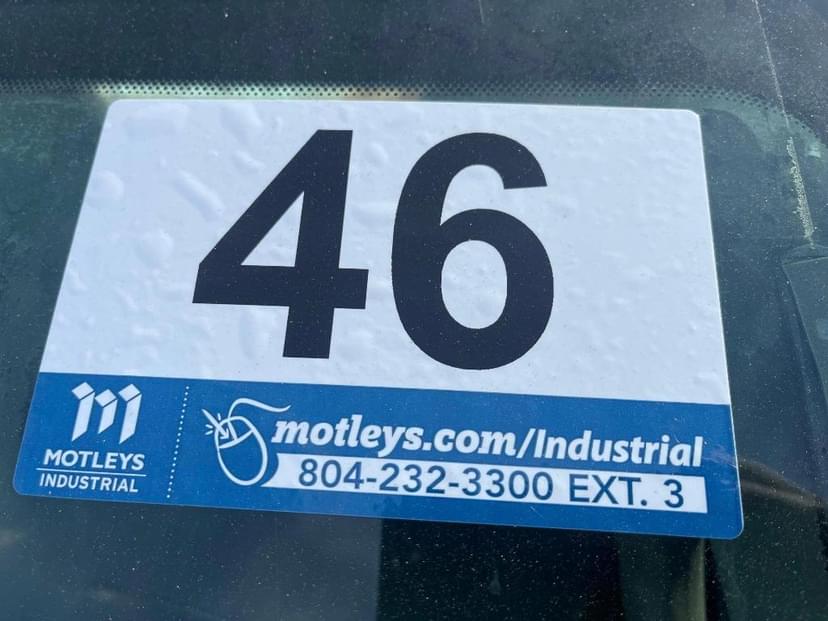 46
MOTLEYS
INDUSTRIAL
motleys.com/Industrial
804-232-3300 EXT. 3